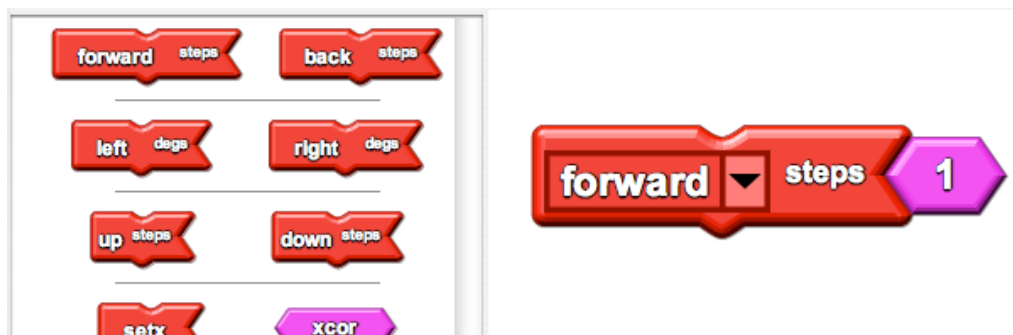 forward steps back steps
left degs right degs
up steps down steps
setx xcor
forward steps 1